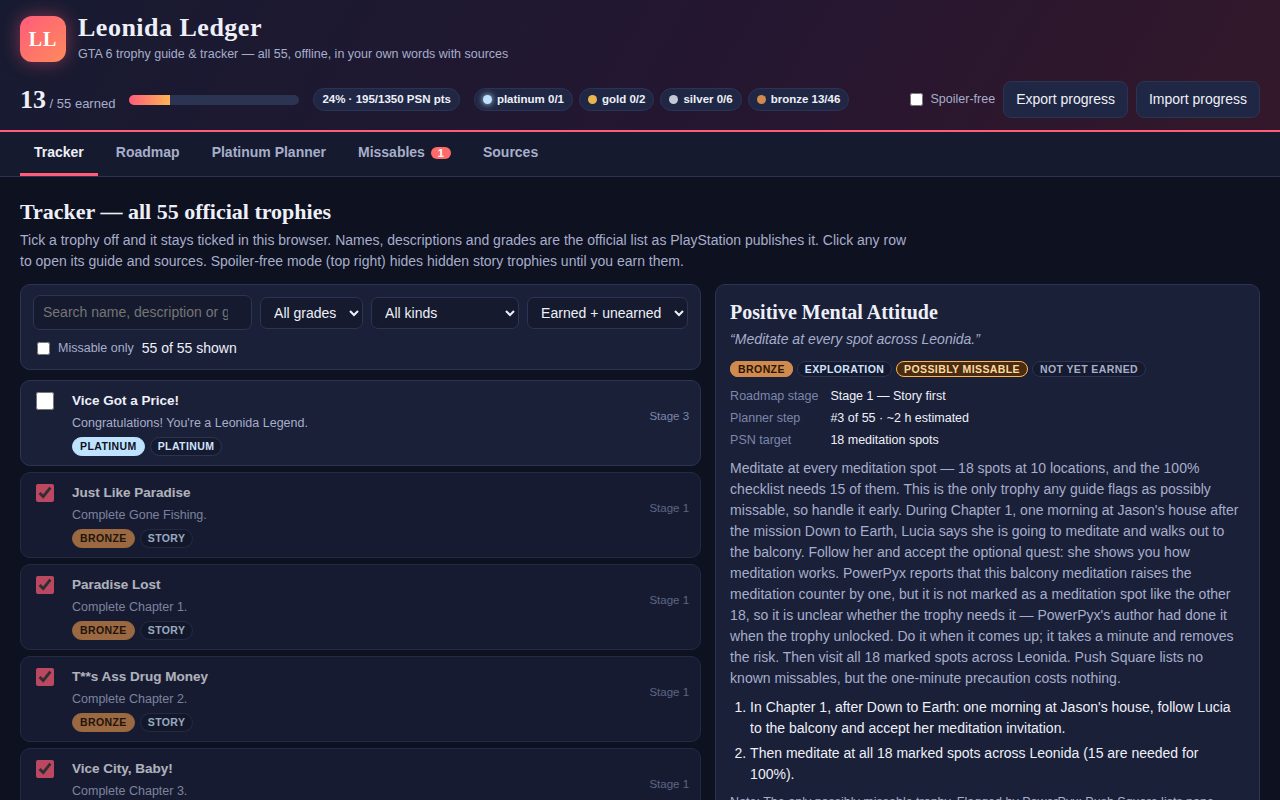 LL
Leonida Ledger
GTA 6 trophy guide & tracker — all 55, offline, in your own words with sources
13 / 55 earned
24% · 195/1350 PSN pts
platinum 0/1
gold 0/2
silver 0/6
bronze 13/46
Spoiler-free
Export progress
Import progress
Tracker
Roadmap
Platinum Planner
Missables 1
Sources
Tracker — all 55 official trophies
Tick a trophy off and it stays ticked in this browser. Names, descriptions and grades are the official list as PlayStation publishes it. Click any row
to open its guide and sources. Spoiler-free mode (top right) hides hidden story trophies until you earn them.
Search name, description or g
All grades
All kinds
Earned + unearned
Missable only
55 of 55 shown
Vice Got a Price!
Congratulations! You're a Leonida Legend.
PLATINUM PLATINUM
Stage 3
Just Like Paradise
Complete Gone Fishing.
BRONZE STORY
Stage 1
Paradise Lost
Complete Chapter 1.
BRONZE STORY
Stage 1
T**s Ass Drug Money
Complete Chapter 2.
BRONZE STORY
Stage 1
Vice City, Baby!
Complete Chapter 3.
Stage 1
Positive Mental Attitude
“Meditate at every spot across Leonida.”
BRONZE EXPLORATION POSSIBLY MISSABLE NOT YET EARNED
Roadmap stage Stage 1 — Story first
Planner step #3 of 55 · ~2 h estimated
PSN target 18 meditation spots
Meditate at every meditation spot — 18 spots at 10 locations, and the 100%
checklist needs 15 of them. This is the only trophy any guide flags as possibly
missable, so handle it early. During Chapter 1, one morning at Jason's house after
the mission Down to Earth, Lucia says she is going to meditate and walks out to
the balcony. Follow her and accept the optional quest: she shows you how
meditation works. PowerPyx reports that this balcony meditation raises the
meditation counter by one, but it is not marked as a meditation spot like the other
18, so it is unclear whether the trophy needs it — PowerPyx's author had done it
when the trophy unlocked. Do it when it comes up; it takes a minute and removes
the risk. Then visit all 18 marked spots across Leonida. Push Square lists no
known missables, but the one-minute precaution costs nothing.
1. In Chapter 1, after Down to Earth: one morning at Jason's house, follow Lucia
to the balcony and accept her meditation invitation.
2. Then meditate at all 18 marked spots across Leonida (15 are needed for
100%).
Note: The only possibly missable trophy. Flagged by PowerPyx; Push Square lists none.